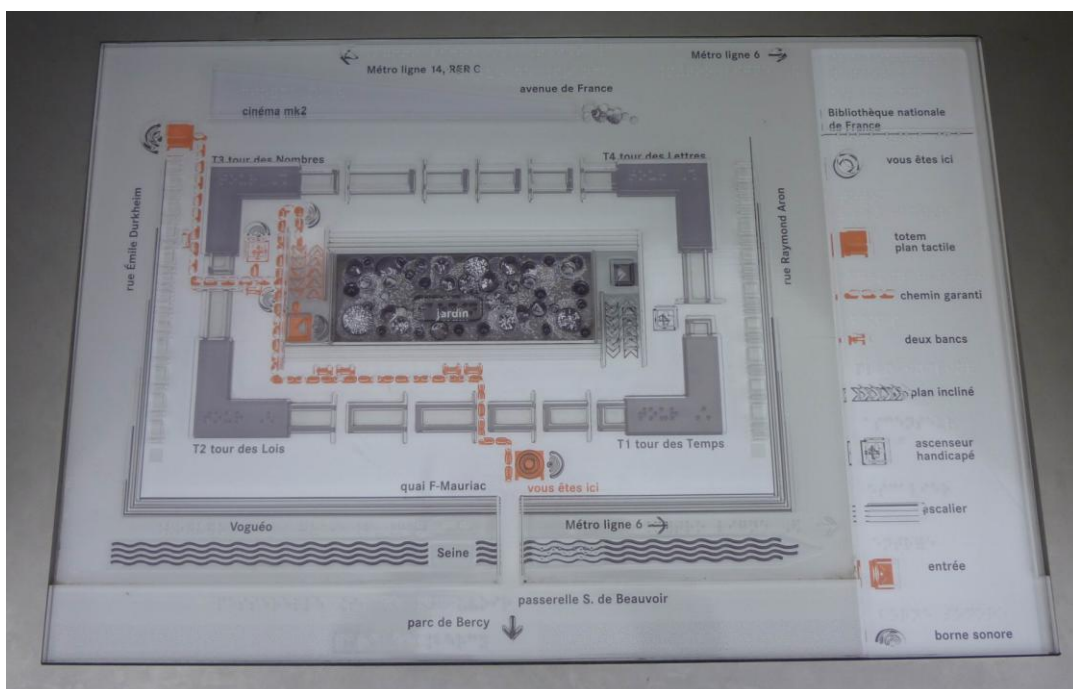 Métro ligne 14, RER C
Métro ligne 6
avenue de France
cinéma mk2
T3 tour des Nombres
T4 tour des Lettres
rue Émile Durkheim
rue Raymond Aron
jardin
T2 tour des Lois
T1 tour des Temps
quai F-Mauriac
vous êtes ici
Voguéo
Métro ligne 6
Seine
passerelle S. de Beauvoir
parc de Bercy
Bibliothèque nationale
de France
vous êtes ici
totem
plan tactile
chemin garanti
deux bancs
plan incliné
ascenseur
handicapé
escalier
entrée
borne sonore